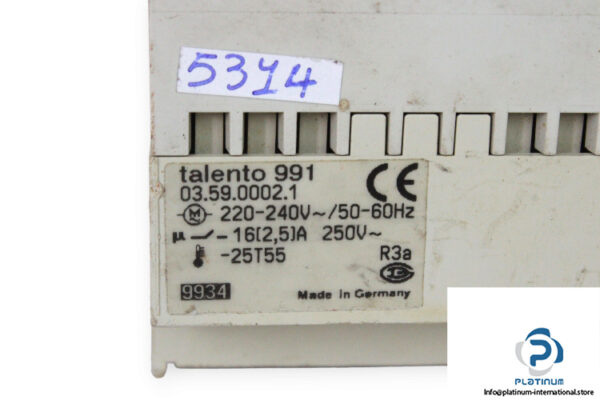 5314
talento 991
03.59.0002.1
CE
M 220-240V~/50-60Hz
µ - 16(2,5)A 250V~
-25T55
R3a
9934
Made in Germany
PLATINUM
Info@platinum-international.store